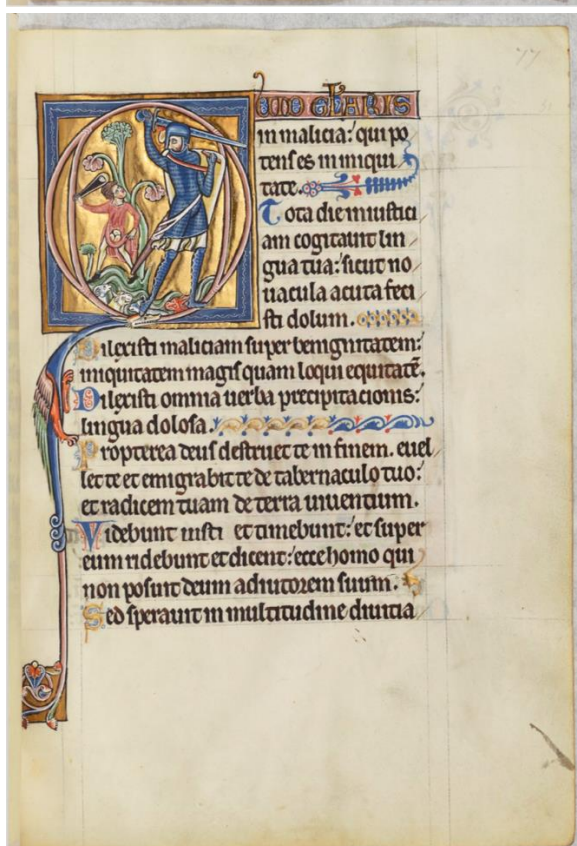 77
Quid gloriaris
in malicia: qui po
tens es in iniqui
tate.
Tota die iniustici
am cogitauit lin
gua tua: sicut no
uacula acuta feci
sti dolum.
Dilexisti maliciam super benignitatem:
iniquitatem magis quam loqui equitatē.
Dilexisti omnia uerba precipitacionis:
lingua dolosa.
Propterea deus destruet te in finem. euel
let te et emigrabit te de tabernaculo tuo:
et radicem tuam de terra uiuentium.
Videbunt iusti et timebunt: et super
eum ridebunt et dicent: ecce homo qui
non posuit deum adiutorem suum.
Sed sperauit in multitudine diuitia